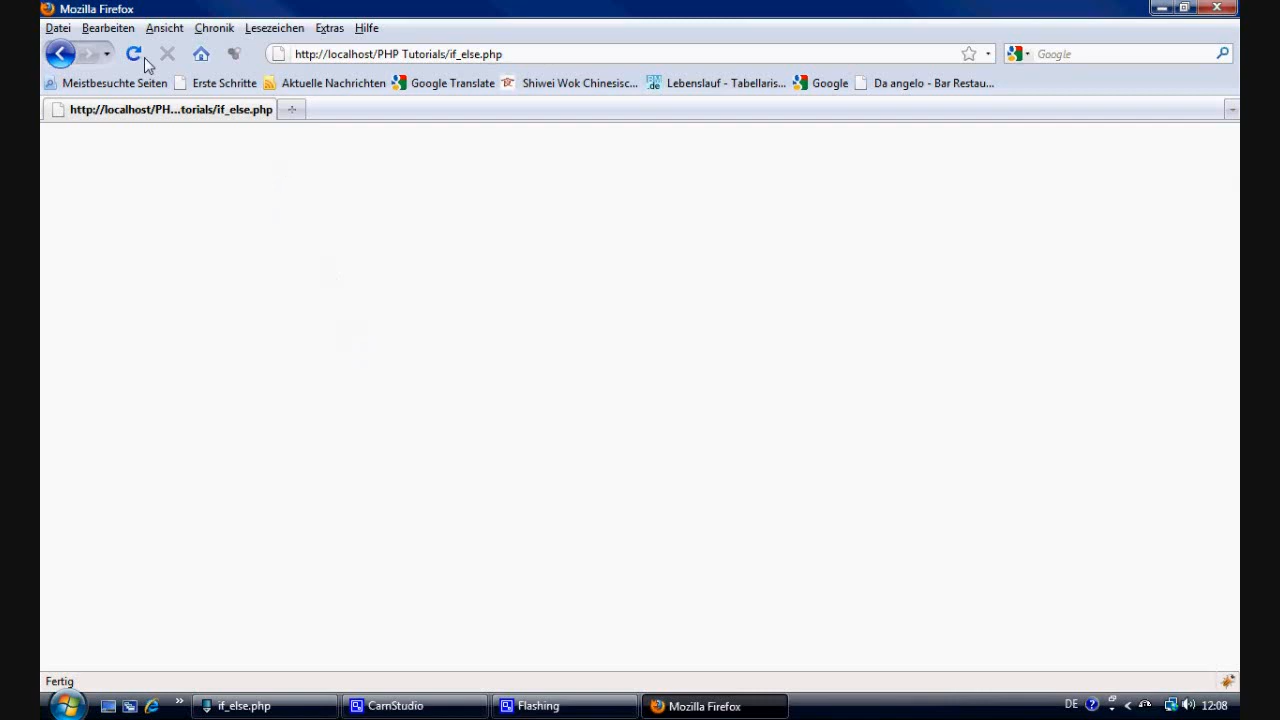 Mozilla Firefox
Datei Bearbeiten Ansicht Chronik Lesezeichen Extras Hilfe
http://localhost/PHP Tutorials/if_else.php Google
Meistbesuchte Seiten Erste Schritte Aktuelle Nachrichten Google Translate Shiwei Wok Chinesisc... Lebenslauf - Tabellaris... Google Da angelo - Bar Restau...
http://localhost/PH...torials/if_else.php
Fertig
if_else.php CamStudio Flashing Mozilla Firefox DE 12:08